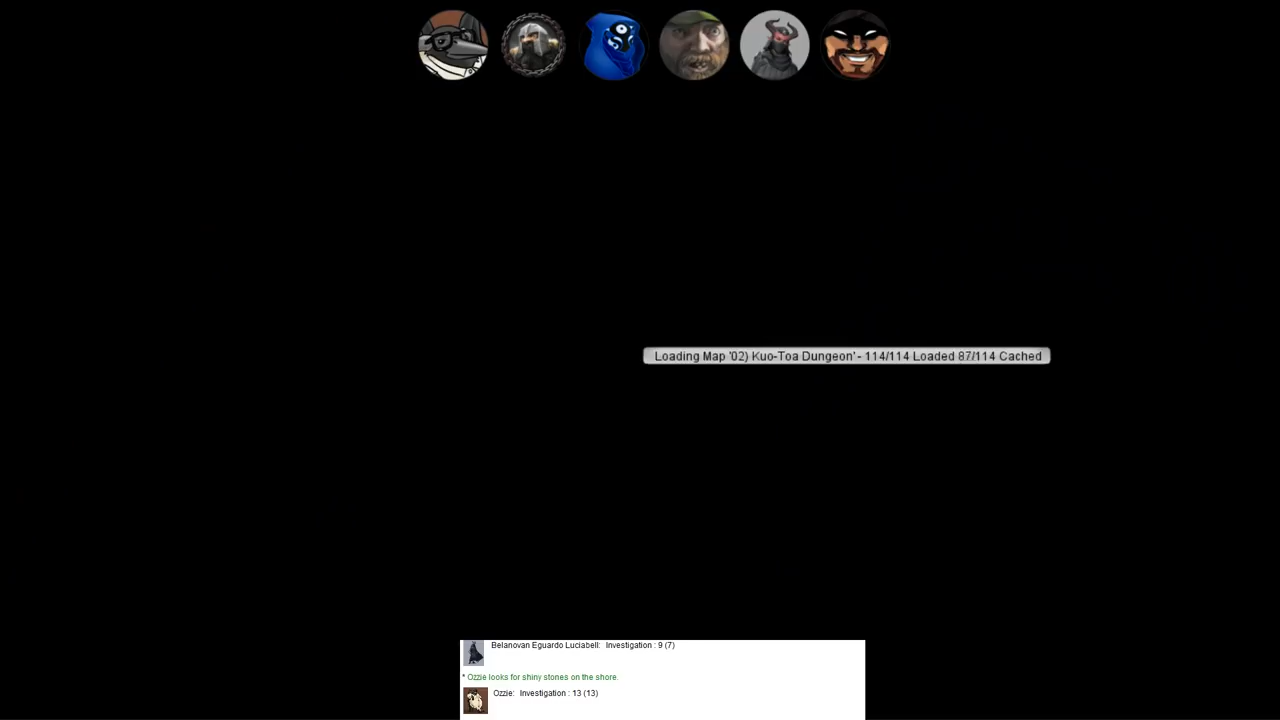 Loading Map '02) Kuo-Toa Dungeon' - 114/114 Loaded 87/114 Cached
Belanovan Eguardo Luciabell: Investigation : 9 (7)
* Ozzie looks for shiny stones on the shore.
Ozzie: Investigation : 13 (13)